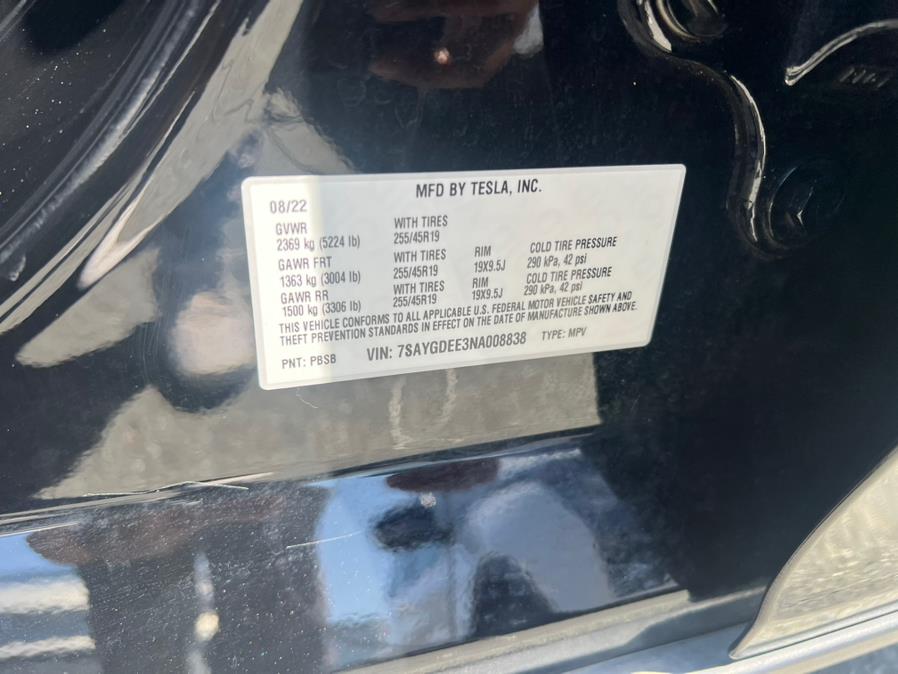 MFD BY TESLA, INC.
08/22
GVWR WITH TIRES
2369 kg (5224 lb) 255/45R19
GAWR FRT WITH TIRES RIM COLD TIRE PRESSURE
1363 kg (3004 lb) 255/45R19 19X9.5J 290 kPa, 42 psi
GAWR RR WITH TIRES RIM COLD TIRE PRESSURE
1500 kg (3306 lb) 255/45R19 19X9.5J 290 kPa, 42 psi
THIS VEHICLE CONFORMS TO ALL APPLICABLE U.S. FEDERAL MOTOR VEHICLE SAFETY AND
THEFT PREVENTION STANDARDS IN EFFECT ON THE DATE OF MANUFACTURE SHOWN ABOVE.
PNT: PBSB VIN: 7SAYGDEE3NA008838 TYPE: MPV